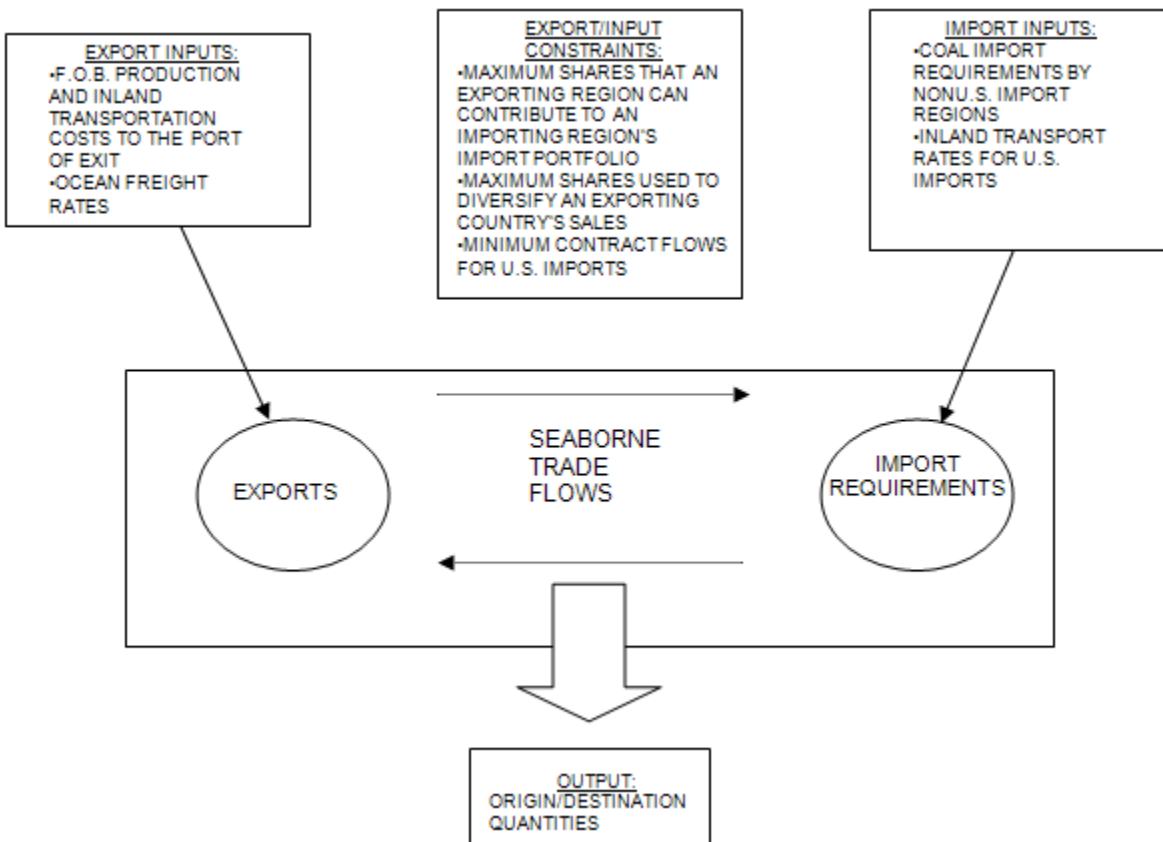 EXPORT INPUTS:
•F.O.B. PRODUCTION
AND INLAND
TRANSPORTATION
COSTS TO THE PORT
OF EXIT
•OCEAN FREIGHT
RATES
EXPORT/INPUT
CONSTRAINTS:
•MAXIMUM SHARES THAT AN
EXPORTING REGION CAN
CONTRIBUTE TO AN
IMPORTING REGION'S
IMPORT PORTFOLIO
•MAXIMUM SHARES USED TO
DIVERSIFY AN EXPORTING
COUNTRY'S SALES
•MINIMUM CONTRACT FLOWS
FOR U.S. IMPORTS
IMPORT INPUTS:
•COAL IMPORT
REQUIREMENTS BY
NONU.S. IMPORT
REGIONS
•INLAND TRANSPORT
RATES FOR U.S.
IMPORTS
EXPORTS
SEABORNE
TRADE
FLOWS
IMPORT
REQUIREMENTS
OUTPUT:
ORIGIN/DESTINATION
QUANTITIES